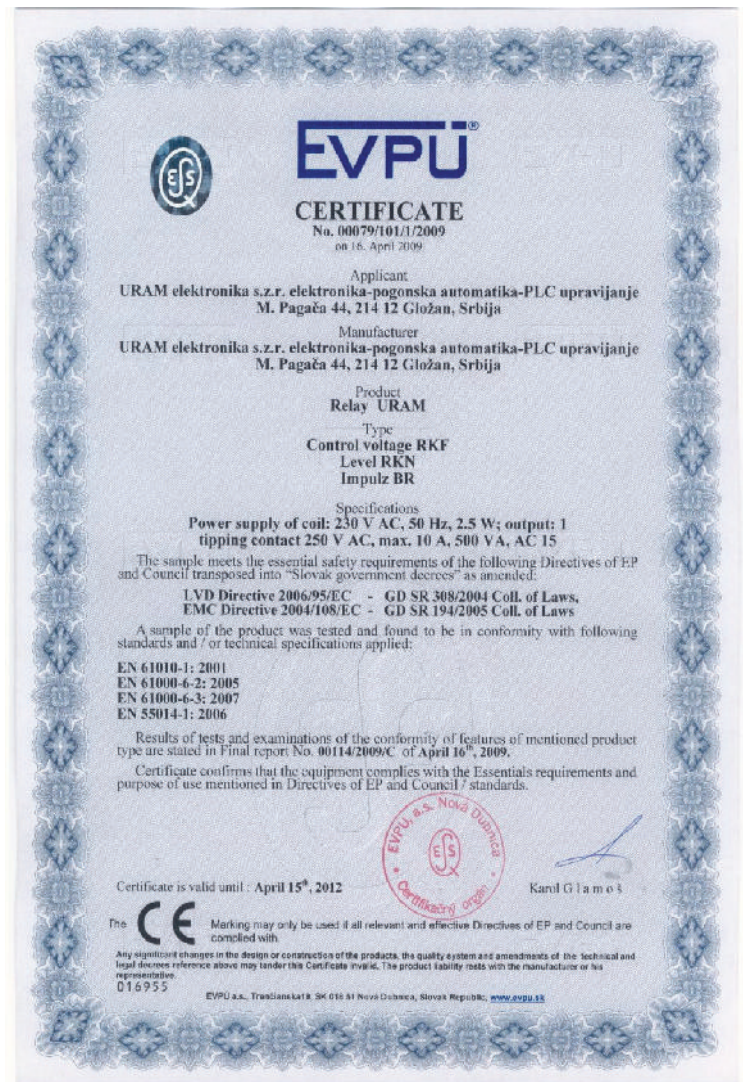 EVPÚ®
CERTIFICATE
No. 00079/101/1/2009
on 16. April 2009
Applicant
URAM elektronika s.z.r. elektronika-pogonska automatika-PLC upravijanje
M. Pagača 44, 214 12 Gložan, Srbija
Manufacturer
URAM elektronika s.z.r. elektronika-pogonska automatika-PLC upravijanje
M. Pagača 44, 214 12 Gložan, Srbija
Product
Relay URAM
Type
Control voltage RKF
Level RKN
Impulz BR
Specifications
Power supply of coil: 230 V AC, 50 Hz, 2.5 W; output: 1
tipping contact 250 V AC, max. 10 A, 500 VA, AC 15
The sample meets the essential safety requirements of the following Directives of EP
and Council transposed into "Slovak government decrees" as amended:
LVD Directive 2006/95/EC - GD SR 308/2004 Coll. of Laws,
EMC Directive 2004/108/EC - GD SR 194/2005 Coll. of Laws
A sample of the product was tested and found to be in conformity with following
standards and / or technical specifications applied:
EN 61010-1: 2001
EN 61000-6-2: 2005
EN 61000-6-3: 2007
EN 55014-1: 2006
Results of tests and examinations of the conformity of features of mentioned product
type are stated in Final report No. 00114/2009/C of April 16th, 2009.
Certificate confirms that the equipment complies with the Essentials requirements and
purpose of use mentioned in Directives of EP and Council / standards.
EVPU, a.s. Nová Dubnica
Certifikačný orgán
Certificate is valid until : April 15th, 2012
Karol G l a m o š
The CE Marking may only be used if all relevant and effective Directives of EP and Council are
complied with.
Any significant changes in the design or construction of the products, the quality system and amendments of the technical and
legal decrees reference above may render this Certificate invalid. The product liability rests with the manufacturer or his
representative.
016955
EVPÚ a.s., Trenčianska 19, SK 018 51 Nová Dubnica, Slovak Republic, www.evpu.sk